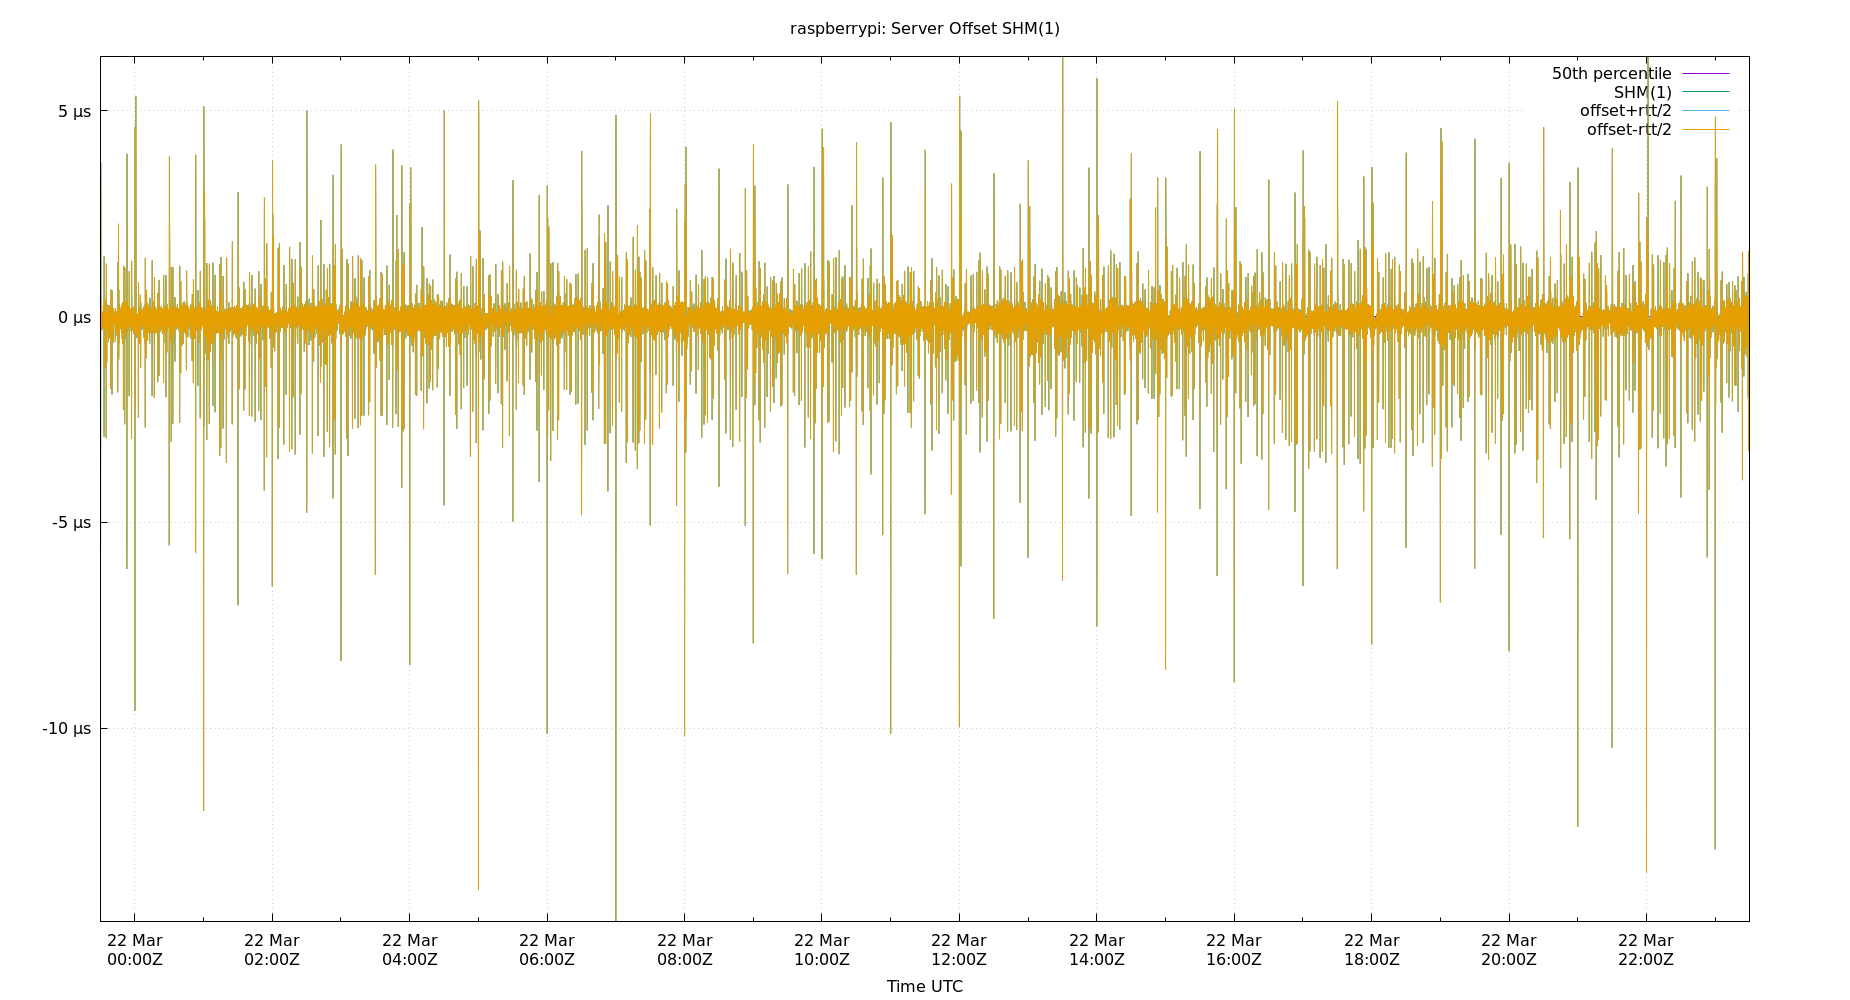 raspberrypi: Server Offset SHM(1)
50th percentile
SHM(1)
offset+rtt/2
offset-rtt/2
5 µs
0 µs
-5 µs
-10 µs
22 Mar 22 Mar 22 Mar 22 Mar 22 Mar 22 Mar 22 Mar 22 Mar 22 Mar 22 Mar 22 Mar 22 Mar
00:00Z 02:00Z 04:00Z 06:00Z 08:00Z 10:00Z 12:00Z 14:00Z 16:00Z 18:00Z 20:00Z 22:00Z
Time UTC